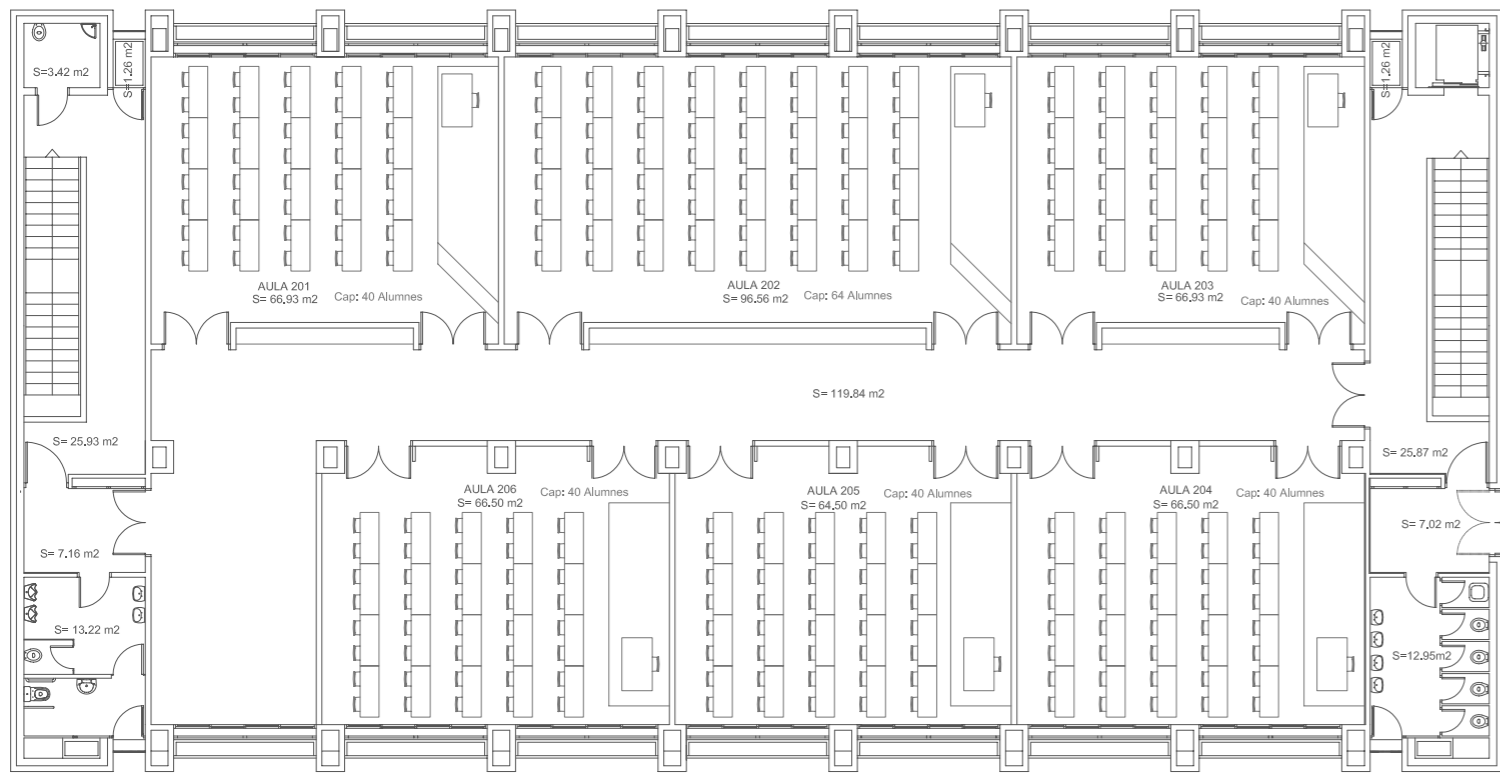 S=3.42 m2
S=1.26 m2
S=1.26 m2
AULA 201
S= 66.93 m2
Cap: 40 Alumnes
AULA 202
S= 96.56 m2
Cap: 64 Alumnes
AULA 203
S= 66.93 m2
Cap: 40 Alumnes
S= 119.84 m2
S= 25.93 m2
S= 25.87 m2
AULA 206
S= 66.50 m2
Cap: 40 Alumnes
AULA 205
S= 64.50 m2
Cap: 40 Alumnes
AULA 204
S= 66.50 m2
Cap: 40 Alumnes
S= 7.16 m2
S= 7.02 m2
S= 13.22 m2
S=12.95m2